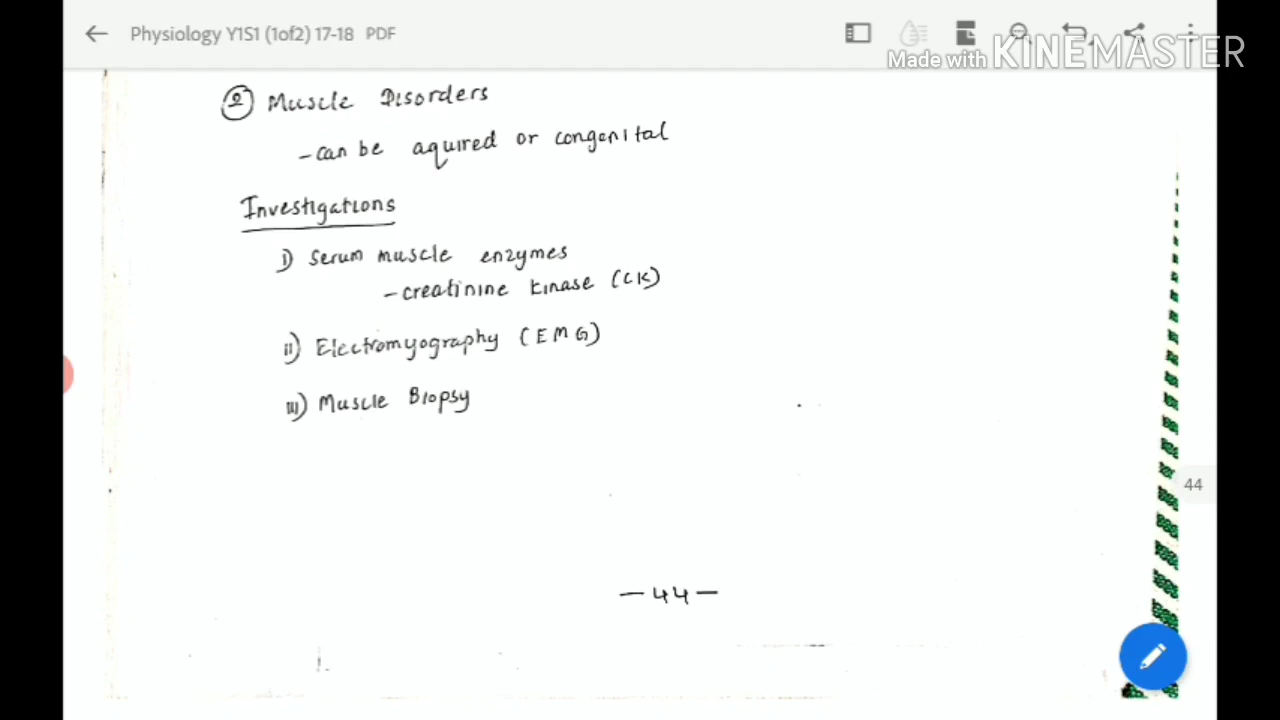 Physiology Y1S1 (1of2) 17-18 PDF
Made with KINEMASTER
② Muscle Disorders
- can be aquired or congenital
Investigations
i) Serum muscle enzymes
- creatinine kinase (CK)
ii) Electromyography (EMG)
iii) Muscle Biopsy
44
- 44 -